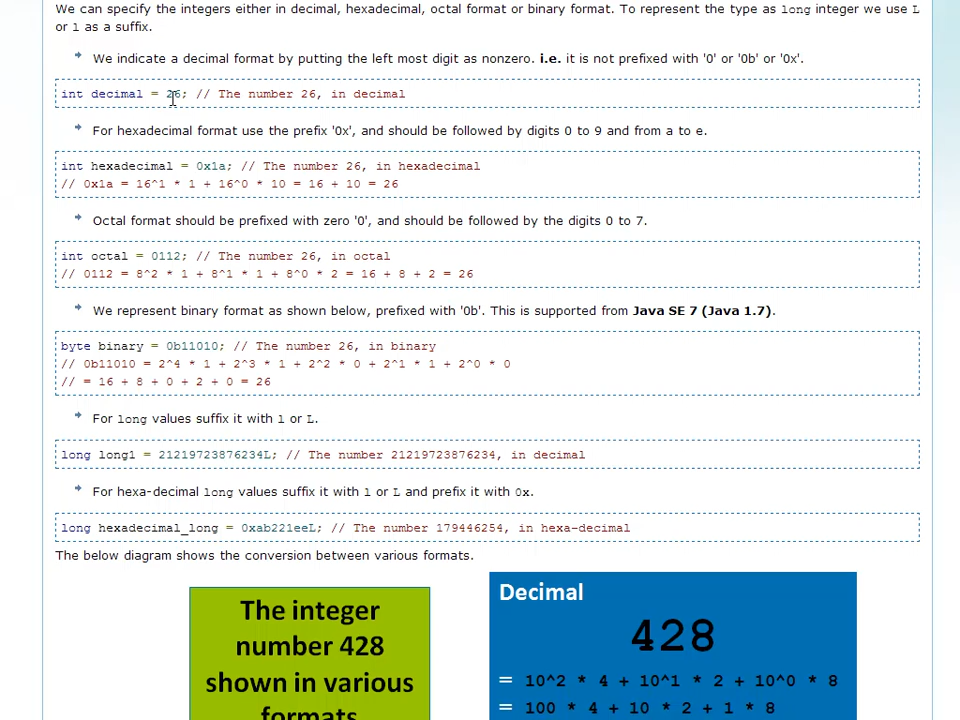 We can specify the integers either in decimal, hexadecimal, octal format or binary format. To represent the type as long integer we use L
or l as a suffix.
We indicate a decimal format by putting the left most digit as nonzero. i.e. it is not prefixed with '0' or '0b' or '0x'.
int decimal = 26; // The number 26, in decimal
For hexadecimal format use the prefix '0x', and should be followed by digits 0 to 9 and from a to e.
int hexadecimal = 0x1a; // The number 26, in hexadecimal
// 0x1a = 16^1 * 1 + 16^0 * 10 = 16 + 10 = 26
Octal format should be prefixed with zero '0', and should be followed by the digits 0 to 7.
int octal = 0112; // The number 26, in octal
// 0112 = 8^2 * 1 + 8^1 * 1 + 8^0 * 2 = 16 + 8 + 2 = 26
We represent binary format as shown below, prefixed with '0b'. This is supported from Java SE 7 (Java 1.7).
byte binary = 0b11010; // The number 26, in binary
// 0b11010 = 2^4 * 1 + 2^3 * 1 + 2^2 * 0 + 2^1 * 1 + 2^0 * 0
// = 16 + 8 + 0 + 2 + 0 = 26
For long values suffix it with l or L.
long long1 = 21219723876234L; // The number 21219723876234, in decimal
For hexa-decimal long values suffix it with l or L and prefix it with 0x.
long hexadecimal_long = 0xab221eeL; // The number 179446254, in hexa-decimal
The below diagram shows the conversion between various formats.
The integer
number 428
shown in various
formats
Decimal
428
= 10^2 * 4 + 10^1 * 2 + 10^0 * 8
= 100 * 4 + 10 * 2 + 1 * 8